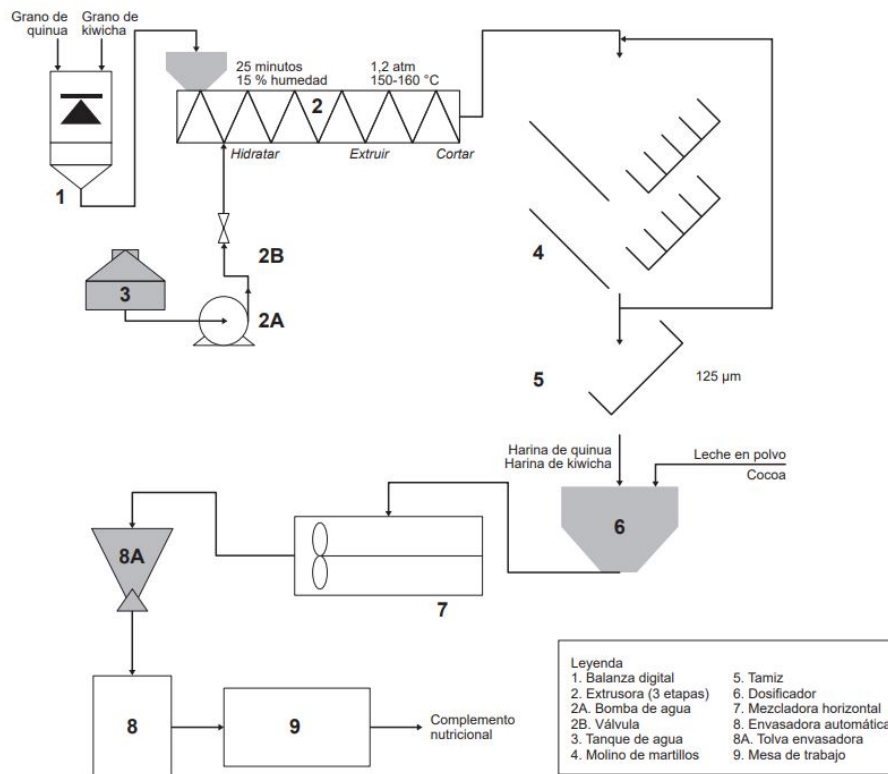 Grano de
quinua
Grano de
kiwicha
25 minutos
15 % humedad
1,2 atm
150-160 °C
2
Hidratar
Extruir
Cortar
1
2B
3
2A
4
5
125 µm
Harina de quinua
Harina de kiwicha
Leche en polvo
Cocoa
6
8A
7
8
9
Complemento
nutricional
Leyenda
1. Balanza digital
2. Extrusora (3 etapas)
2A. Bomba de agua
2B. Válvula
3. Tanque de agua
4. Molino de martillos
5. Tamiz
6. Dosificador
7. Mezcladora horizontal
8. Envasadora automática
8A. Tolva envasadora
9. Mesa de trabajo